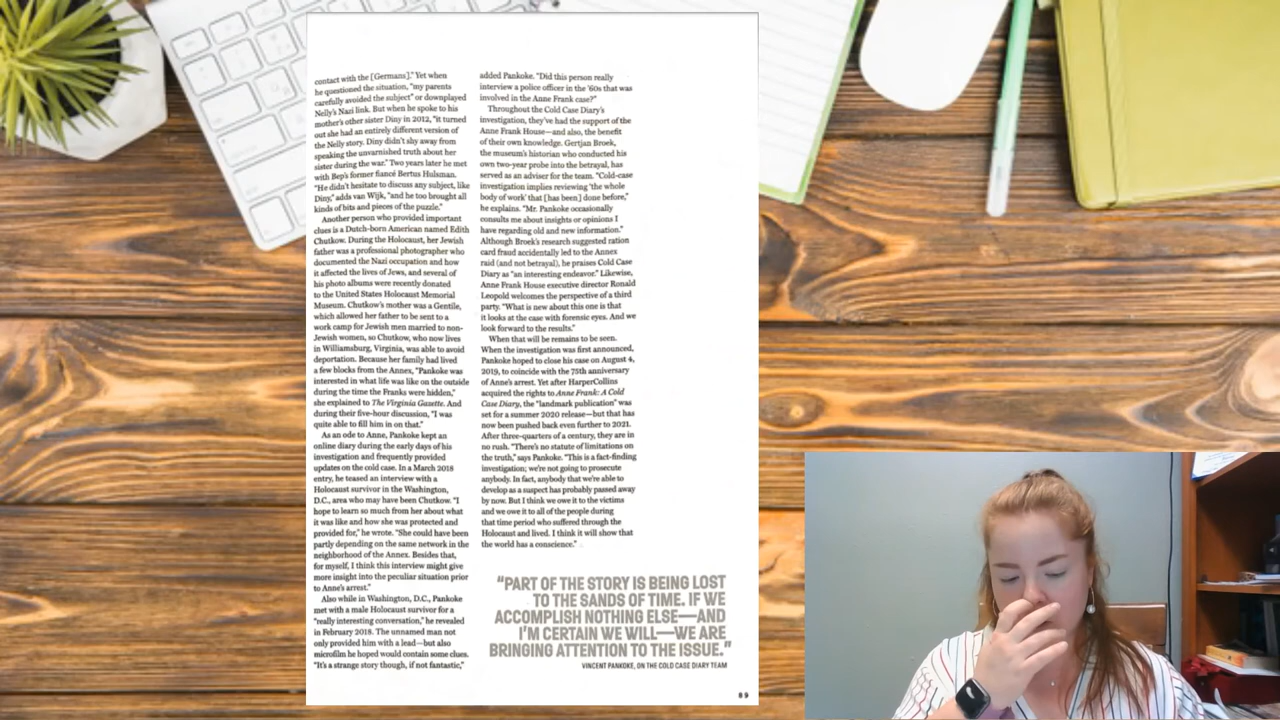 contact with the [Germans]." Yet when
he questioned the situation, "my parents
carefully avoided the subject" or downplayed
Nelly's Nazi link. But when he spoke to his
mother's other sister Diny in 2012, "it turned
out she had an entirely different version of
the Nelly story. Diny didn't shy away from
speaking the unvarnished truth about her
sister during the war." Two years later he met
with Bep's former fiancé Bertus Hulsman.
"He didn't hesitate to discuss any subject, like
Diny," adds van Wijk, "and he too brought all
kinds of bits and pieces of the puzzle."
Another person who provided important
clues is a Dutch-born American named Edith
Chutkow. During the Holocaust, her Jewish
father was a professional photographer who
documented the Nazi occupation and how
it affected the lives of Jews, and several of
his photo albums were recently donated
to the United States Holocaust Memorial
Museum. Chutkow's mother was a Gentile,
which allowed her father to be sent to a
work camp for Jewish men married to non-
Jewish women, so Chutkow, who now lives
in Williamsburg, Virginia, was able to avoid
deportation. Because her family had lived
a few blocks from the Annex, "Pankoke was
interested in what life was like on the outside
during the time the Franks were hidden,"
she explained to The Virginia Gazette. And
during their five-hour discussion, "I was
quite able to fill him in on that."
As an ode to Anne, Pankoke kept an
online diary during the early days of his
investigation and frequently provided
updates on the cold case. In a March 2018
entry, he teased an interview with a
Holocaust survivor in the Washington,
D.C., area who may have been Chutkow. "I
hope to learn so much from her about what
it was like and how she was protected and
provided for," he wrote. "She could have been
partly depending on the same network in the
neighborhood of the Annex. Besides that,
for myself, I think this interview might give
more insight into the peculiar situation prior
to Anne's arrest."
Also while in Washington, D.C., Pankoke
met with a male Holocaust survivor for a
"really interesting conversation," he revealed
in February 2018. The unnamed man not
only provided him with a lead—but also
microfilm he hoped would contain some clues.
"It's a strange story though, if not fantastic,"
added Pankoke. "Did this person really
interview a police officer in the '60s that was
involved in the Anne Frank case?"
Throughout the Cold Case Diary's
investigation, they've had the support of the
Anne Frank House—and also, the benefit
of their own knowledge. Gertjan Broek,
the museum's historian who conducted his
own two-year probe into the betrayal, has
served as an adviser for the team. "Cold-case
investigation implies reviewing 'the whole
body of work' that [has been] done before,"
he explains. "Mr. Pankoke occasionally
consults me about insights or opinions I
have regarding old and new information."
Although Broek's research suggested ration
card fraud accidentally led to the Annex
raid (and not betrayal), he praises Cold Case
Diary as "an interesting endeavor." Likewise,
Anne Frank House executive director Ronald
Leopold welcomes the perspective of a third
party. "What is new about this one is that
it looks at the case with forensic eyes. And we
look forward to the results."
When that will be remains to be seen.
When the investigation was first announced,
Pankoke hoped to close his case on August 4,
2019, to coincide with the 75th anniversary
of Anne's arrest. Yet after HarperCollins
acquired the rights to Anne Frank: A Cold
Case Diary, the "landmark publication" was
set for a summer 2020 release—but that has
now been pushed back even further to 2021.
After three-quarters of a century, they are in
no rush. "There's no statute of limitations on
the truth," says Pankoke. "This is a fact-finding
investigation; we're not going to prosecute
anybody. In fact, anybody that we're able to
develop as a suspect has probably passed away
by now. But I think we owe it to the victims
and we owe it to all of the people during
that time period who suffered through the
Holocaust and lived. I think it will show that
the world has a conscience."
"PART OF THE STORY IS BEING LOST
TO THE SANDS OF TIME. IF WE
ACCOMPLISH NOTHING ELSE—AND
I'M CERTAIN WE WILL—WE ARE
BRINGING ATTENTION TO THE ISSUE."
VINCENT PANKOKE, ON THE COLD CASE DIARY TEAM
89